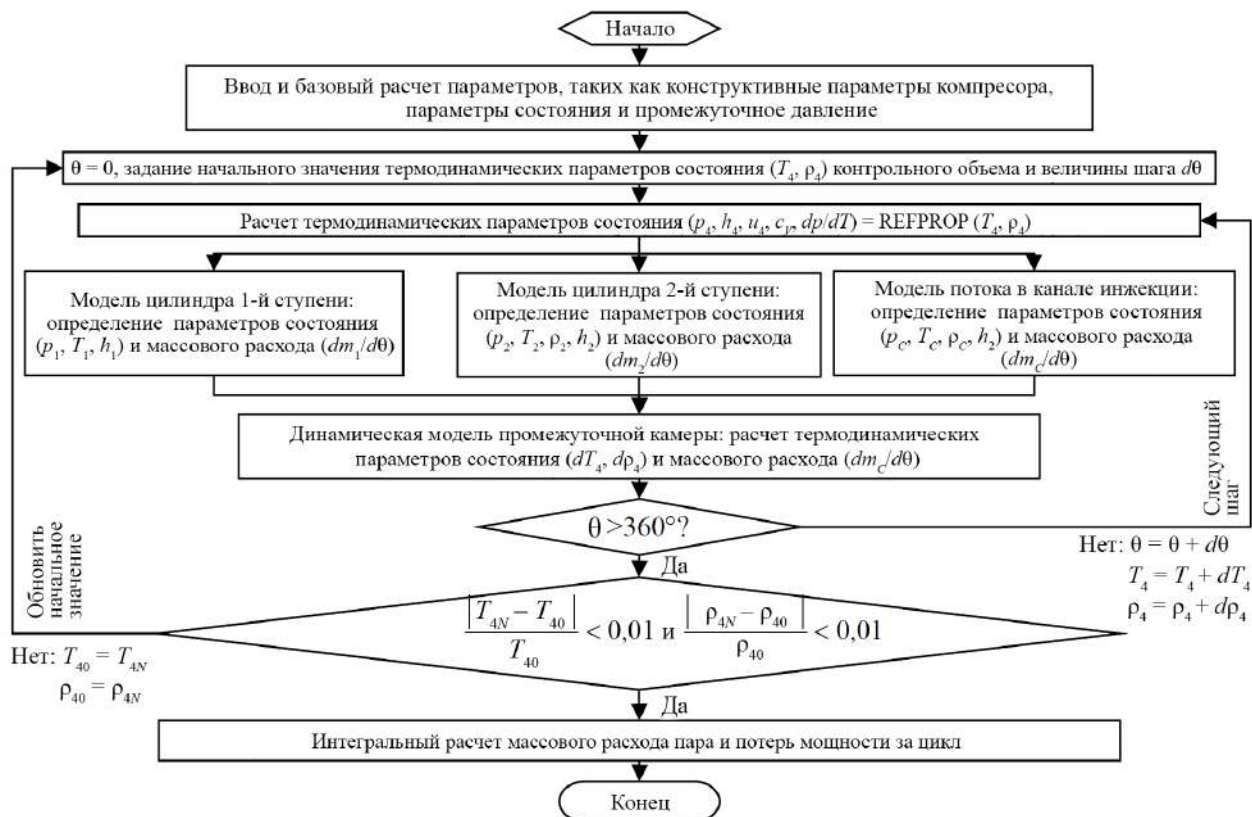 Начало
Ввод и базовый расчет параметров, таких как конструктивные параметры компресора,
параметры состояния и промежуточное давление
θ = 0, задание начального значения термодинамических параметров состояния (T₄, ρ₄) контрольного объема и величины шага dθ
Расчет термодинамических параметров состояния (p₄, h₄, u₄, c_V, dp/dT) = REFPROP (T₄, ρ₄)
Модель цилиндра 1-й ступени:
определение параметров состояния
(p₁, T₁, h₁) и массового расхода (dm₁/dθ)
Модель цилиндра 2-й ступени:
определение параметров состояния
(p₂, T₂, ρ₂, h₂) и массового расхода
(dm₂/dθ)
Модель потока в канале инжекции:
определение параметров состояния
(p_C, T_C, ρ_C, h₂) и массового расхода
(dm_C/dθ)
Динамическая модель промежуточной камеры: расчет термодинамических
параметров состояния (dT₄, dρ₄) и массового расхода (dm_C/dθ)
Следующий
шаг
θ >360°?
Нет: θ = θ + dθ
T₄ = T₄ + dT₄
ρ₄ = ρ₄ + dρ₄
Да
Обновить
начальное
значение
|T₄N − T₄₀| / T₄₀ < 0,01 и | ρ₄N − ρ₄₀| / ρ₄₀ < 0,01
Нет: T₄₀ = T₄N
ρ₄₀ = ρ₄N
Да
Интегральный расчет массового расхода пара и потерь мощности за цикл
Конец